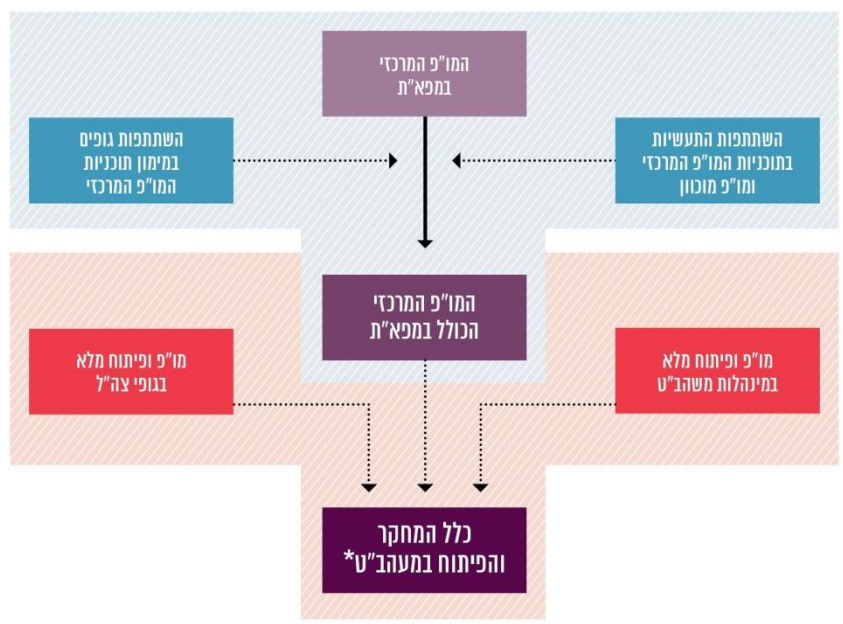 המו"פ המרכזי
במפא"ת
השתתפות התעשיות
בתוכניות המו"פ המרכזי
ומו"פ מוכוון
השתתפות גופים
במימון תוכניות
המו"פ המרכזי
המו"פ המרכזי
הכולל במפא"ת
מו"פ ופיתוח מלא
במינהלות משהב"ט
מו"פ ופיתוח מלא
בגופי צה"ל
כלל המחקר
והפיתוח במעהב"ט*